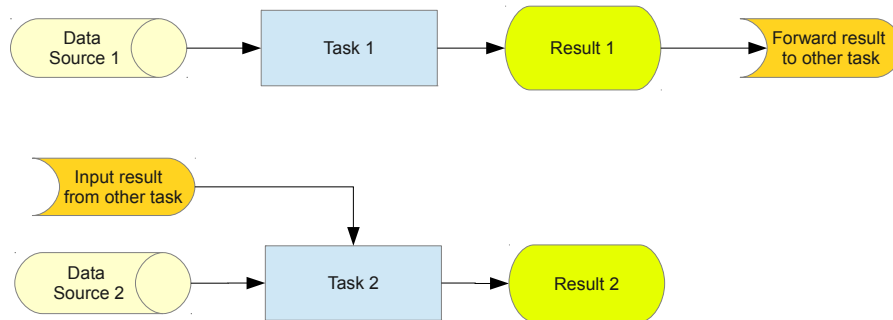 Data
Source 1
Task 1
Result 1
Forward result
to other task
Input result
from other task
Data
Source 2
Task 2
Result 2